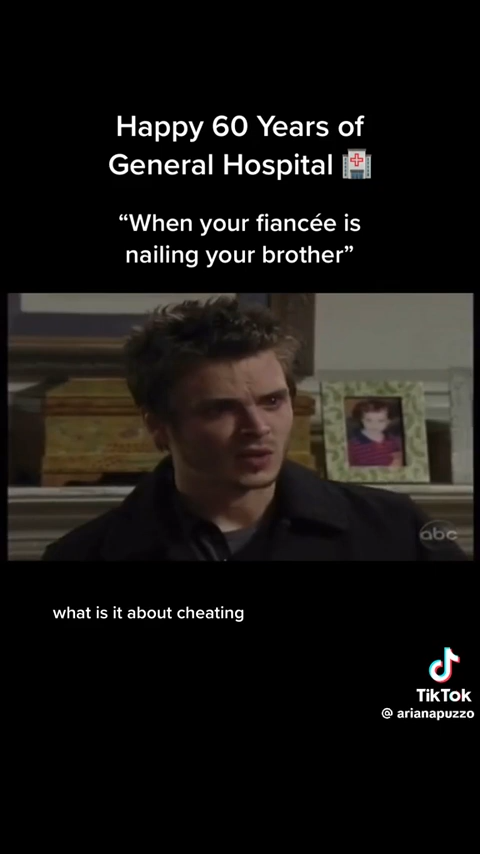 Happy 60 Years of
General Hospital 🏥
“When your fiancée is
nailing your brother”
abc
what is it about cheating
TikTok
@ arianapuzzo